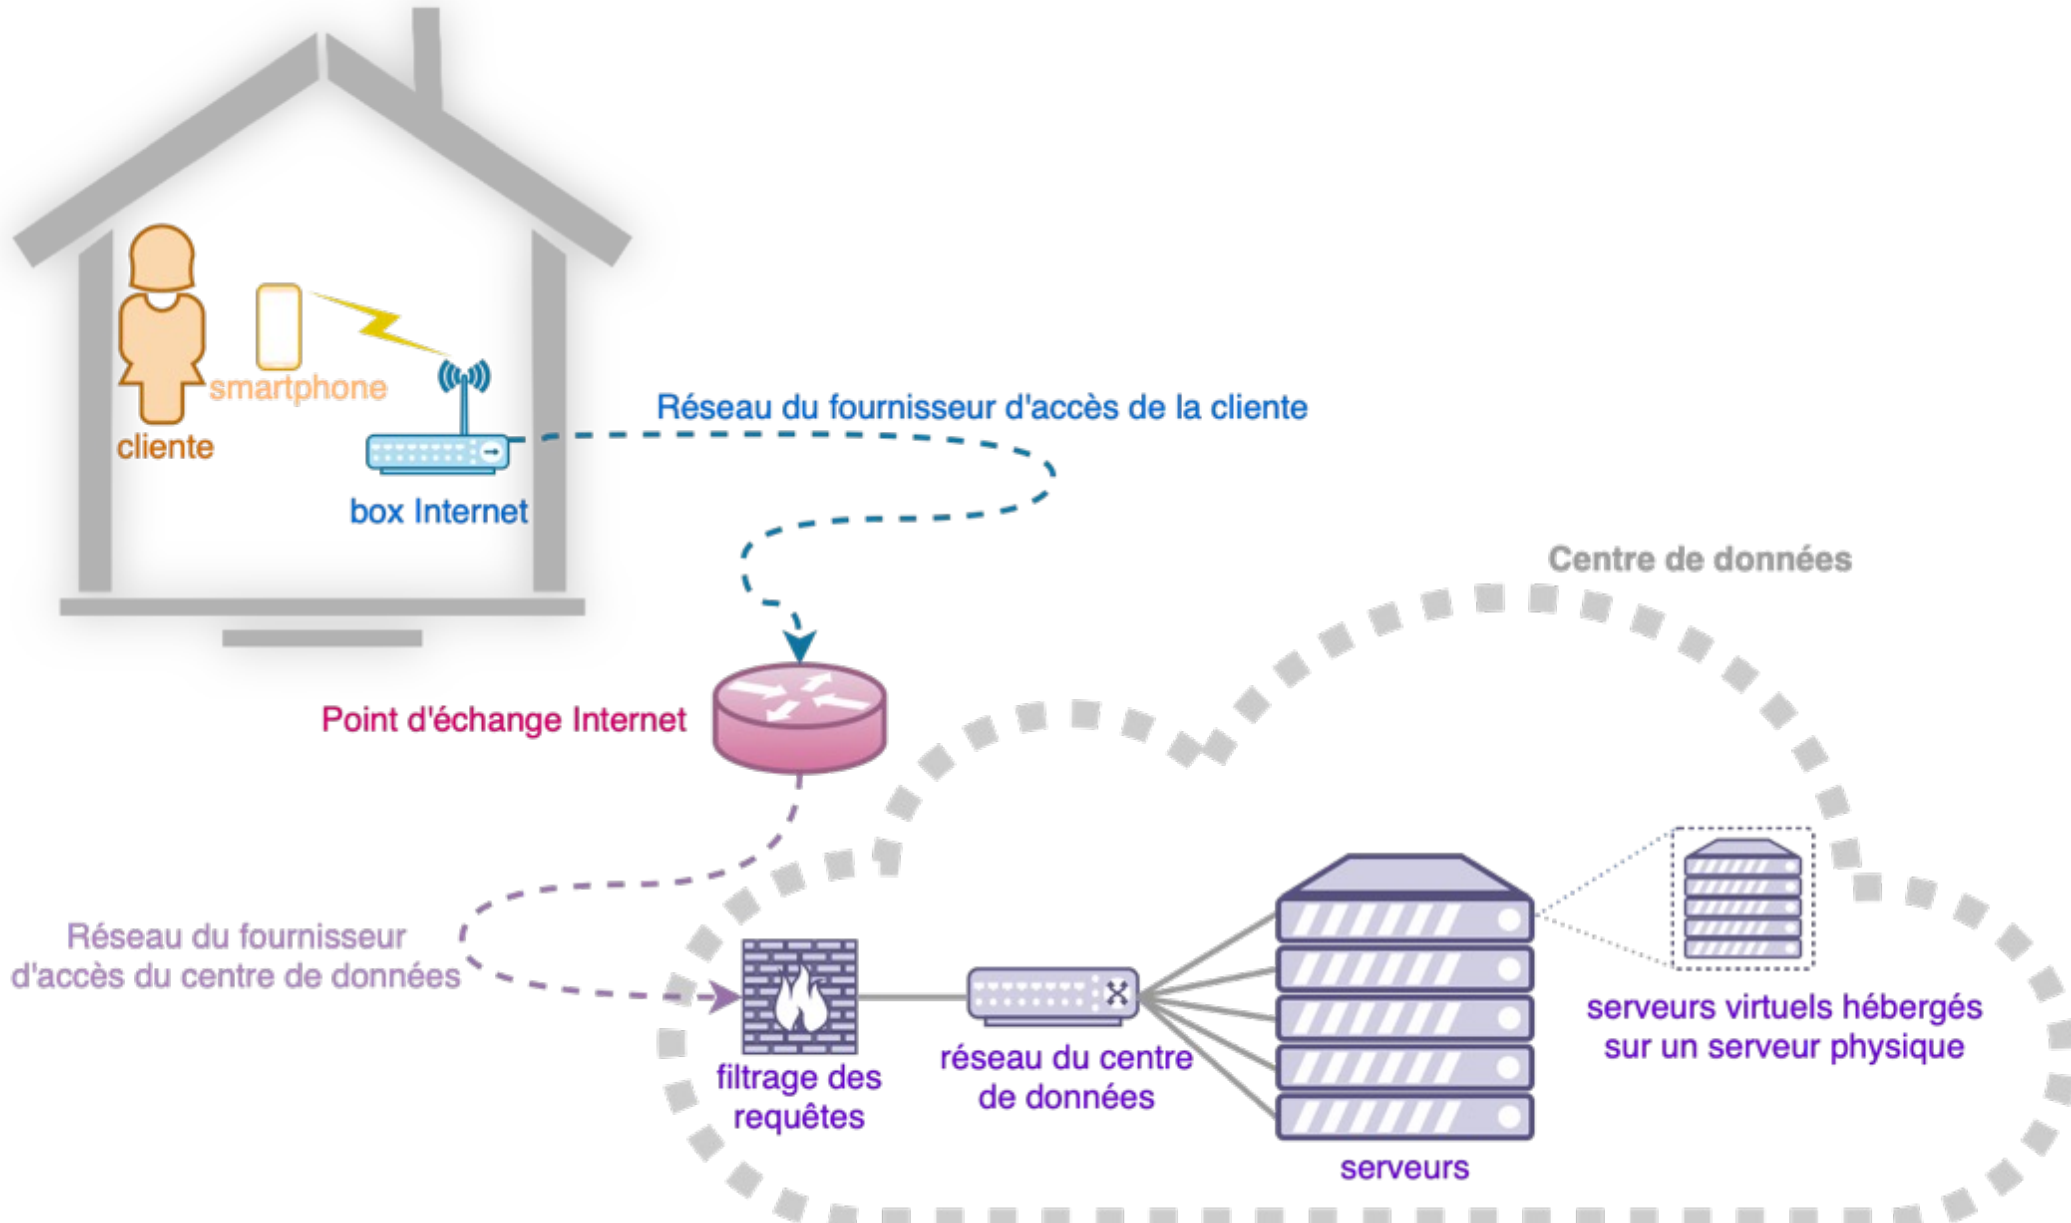 smartphone
cliente
box Internet
Réseau du fournisseur d'accès de la cliente
Centre de données
Point d'échange Internet
Réseau du fournisseur
d'accès du centre de données
filtrage des
requêtes
réseau du centre
de données
serveurs
serveurs virtuels hébergés
sur un serveur physique